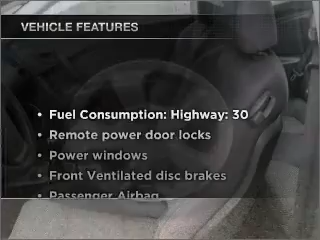 VEHICLE FEATURES
• Fuel Consumption: Highway: 30
• Remote power door locks
• Power windows
• Front Ventilated disc brakes
• Passenger Airbag